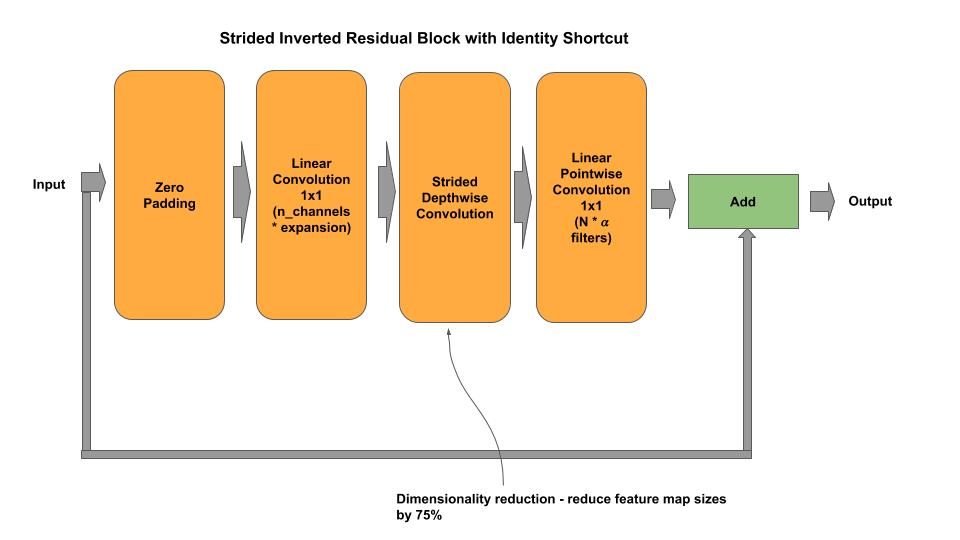 Strided Inverted Residual Block with Identity Shortcut
Input
Zero
Padding
Linear
Convolution
1x1
(n_channels
* expansion)
Strided
Depthwise
Convolution
Linear
Pointwise
Convolution
1x1
(N * α
filters)
Add
Output
Dimensionality reduction - reduce feature map sizes
by 75%